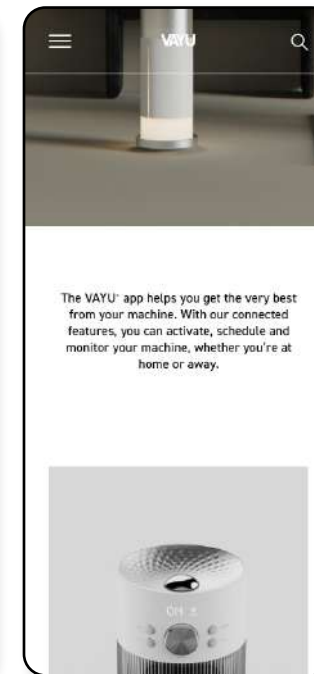 VAYU
The VAYU⁺ app helps you get the very best
from your machine. With our connected
features, you can activate, schedule and
monitor your machine, whether you're at
home or away.
ON